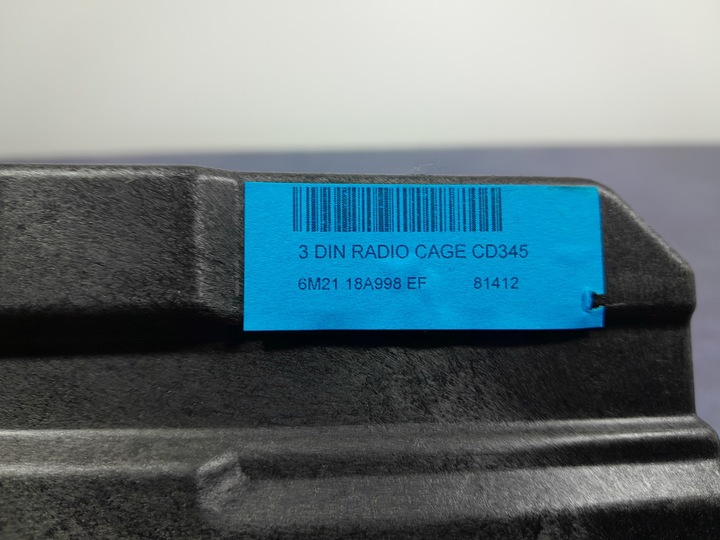 3 DIN RADIO CAGE CD345
6M21 18A998 EF 81412